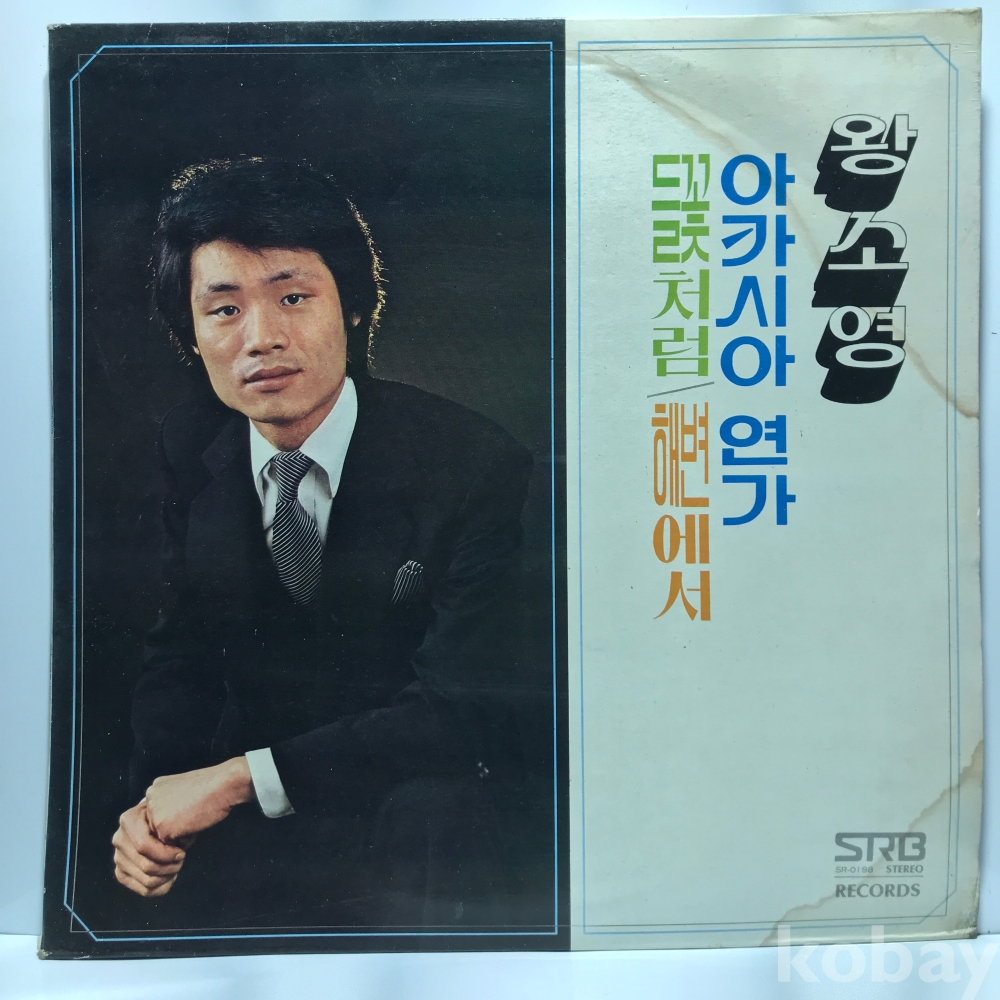 왕소영
아카시아 연가
들꽃처럼/해변에서
SRB
SR-0198 STEREO
RECORDS
kobay